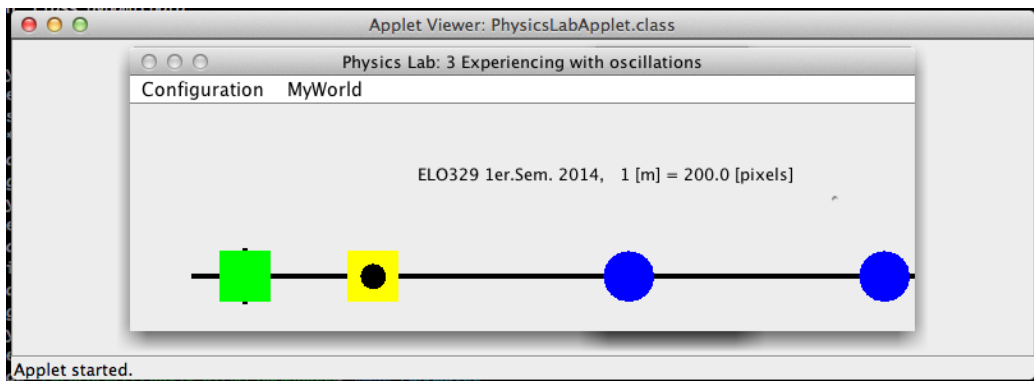 Applet Viewer: PhysicsLabApplet.class
Physics Lab: 3 Experiencing with oscillations
Configuration MyWorld
ELO329 1er.Sem. 2014, 1 [m] = 200.0 [pixels]
Applet started.